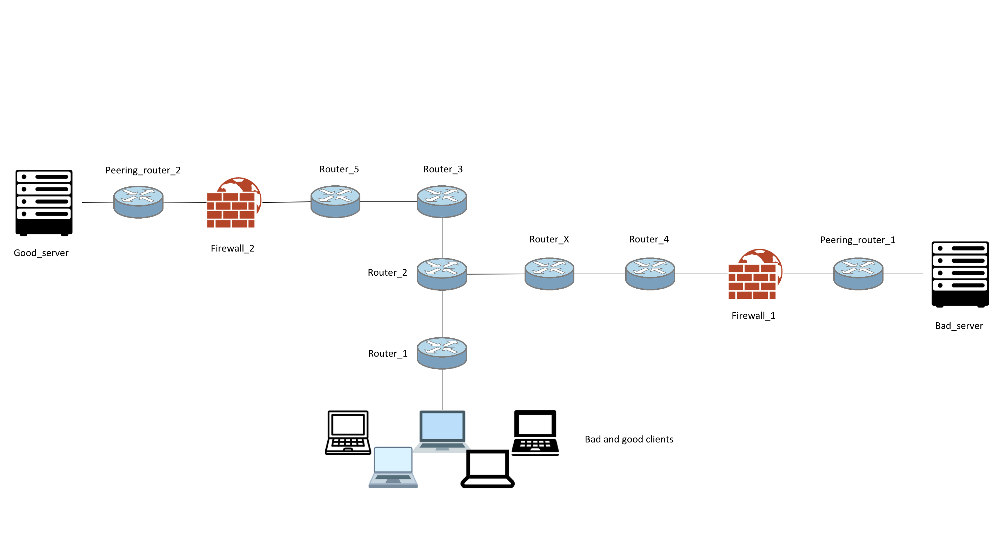 Peering_router_2
Router_5
Router_3
Good_server
Firewall_2
Router_X
Router_4
Peering_router_1
Router_2
Firewall_1
Bad_server
Router_1
Bad and good clients